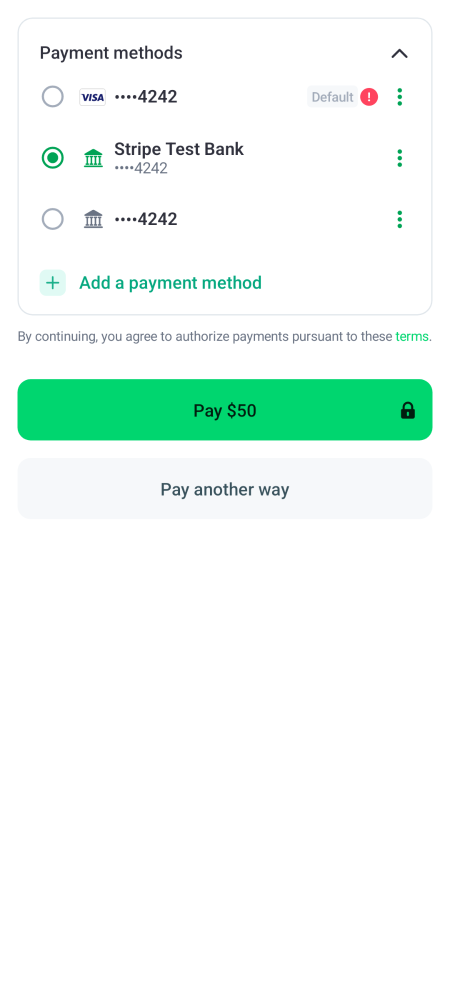 Payment methods
VISA ••••4242 Default !
Stripe Test Bank
••••4242
••••4242
Add a payment method
By continuing, you agree to authorize payments pursuant to these terms.
Pay $50
Pay another way